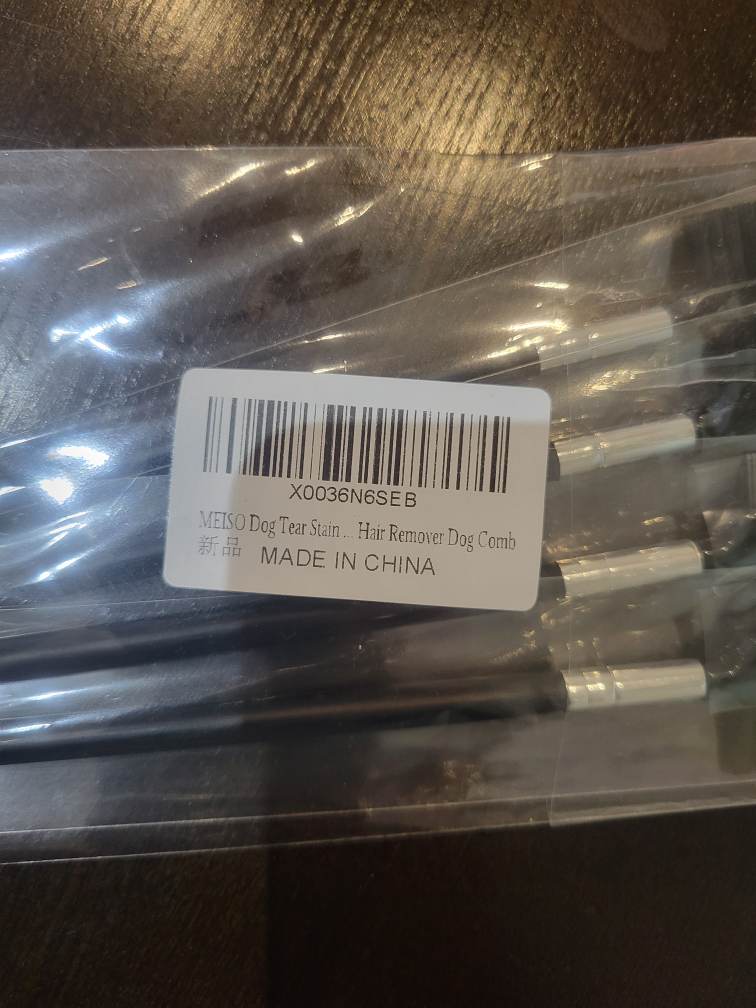 X0036N6SEB
MEISO Dog Tear Stain ... Hair Remover Dog Comb
新品 MADE IN CHINA